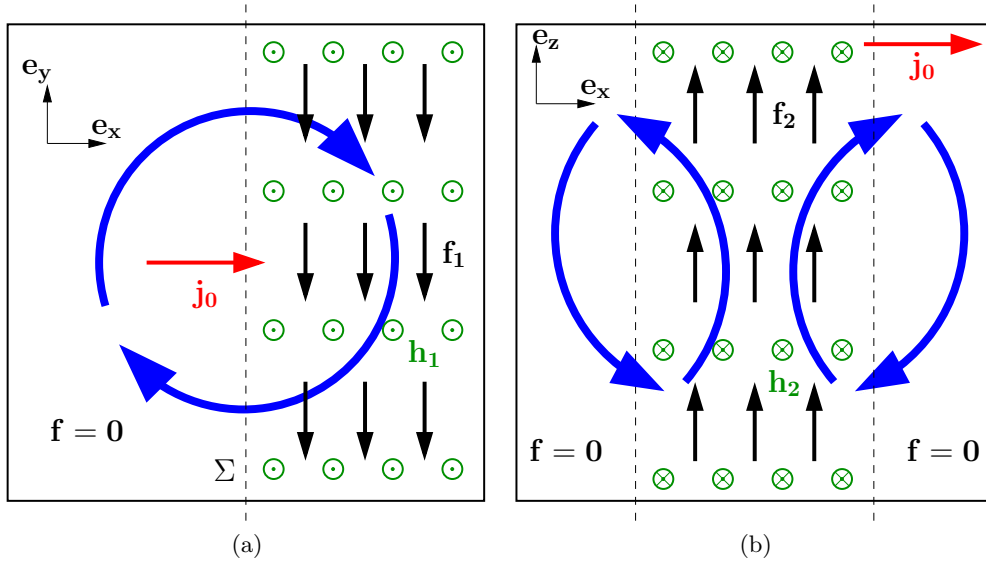 e_y
e_x
j_0
f_1
h_1
f = 0
Σ
(a)
e_z
j_0
e_x
f_2
h_2
f = 0
f = 0
(b)